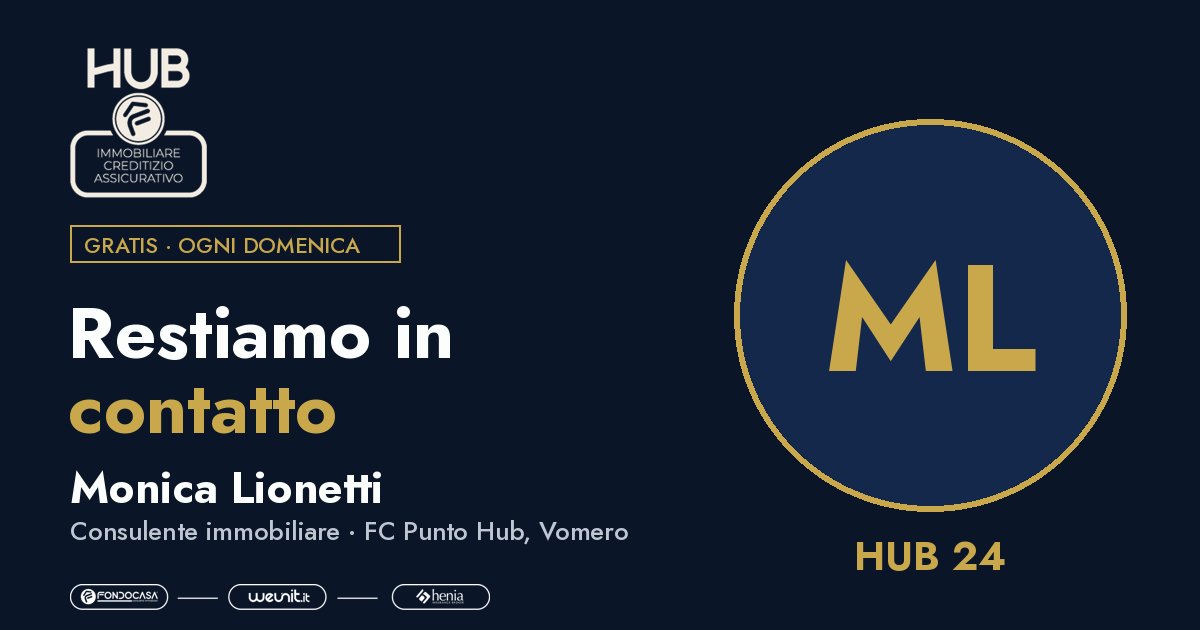 HUB
IMMOBILIARE
CREDITIZIO
ASSICURATIVO
GRATIS · OGNI DOMENICA
Restiamo in
contatto
Monica Lionetti
Consulente immobiliare · FC Punto Hub, Vomero
FONDOCASA
weunit.it
henia
ML
HUB 24